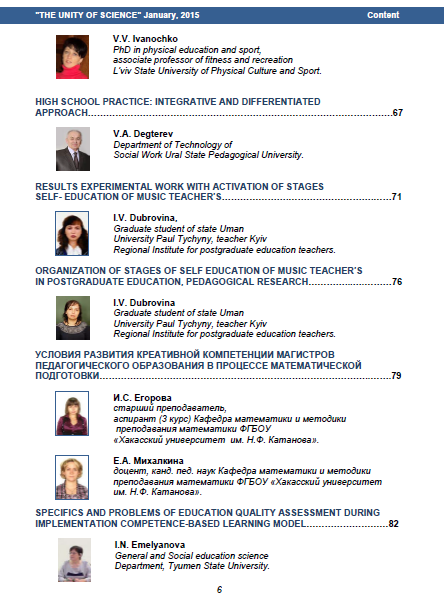 "THE UNITY OF SCIENCE" January, 2015 Content
V.V. Ivanochko
PhD in physical education and sport,
associate professor of fitness and recreation
L'viv State University of Physical Culture and Sport.
HIGH SCHOOL PRACTICE: INTEGRATIVE AND DIFFERENTIATED
APPROACH……………………………………………………………………………………67
V.A. Degterev
Department of Technology of
Social Work Ural State Pedagogical University.
RESULTS EXPERIMENTAL WORK WITH ACTIVATION OF STAGES
SELF- EDUCATION OF MUSIC TEACHER'S……………………………………………71
I.V. Dubrovina,
Graduate student of state Uman
University Paul Tychyny, teacher Kyiv
Regional Institute for postgraduate education teachers.
ORGANIZATION OF STAGES OF SELF EDUCATION OF MUSIC TEACHER'S
IN POSTGRADUATE EDUCATION, PEDAGOGICAL RESEARCH……………………76
I.V. Dubrovina
Graduate student of state Uman
University Paul Tychyny, teacher Kyiv
Regional Institute for postgraduate education teachers.
УСЛОВИЯ РАЗВИТИЯ КРЕАТИВНОЙ КОМПЕТЕНЦИИ МАГИСТРОВ
ПЕДАГОГИЧЕСКОГО ОБРАЗОВАНИЯ В ПРОЦЕССЕ МАТЕМАТИЧЕСКОЙ
ПОДГОТОВКИ…………………………………………………………………………………79
И.С. Егорова
старший преподаватель,
аспирант (3 курс) Кафедра математики и методики
преподавания математики ФГБОУ
«Хакасский университет им. Н.Ф. Катанова».
Е.А. Михалкина
доцент, канд. пед. наук Кафедра математики и методики
преподавания математики ФГБОУ «Хакасский университет
им. Н.Ф. Катанова».
SPECIFICS AND PROBLEMS OF EDUCATION QUALITY ASSESSMENT DURING
IMPLEMENTATION COMPETENCE-BASED LEARNING MODEL………………………82
I.N. Emelyanova
General and Social education science
Department, Tyumen State University.
6